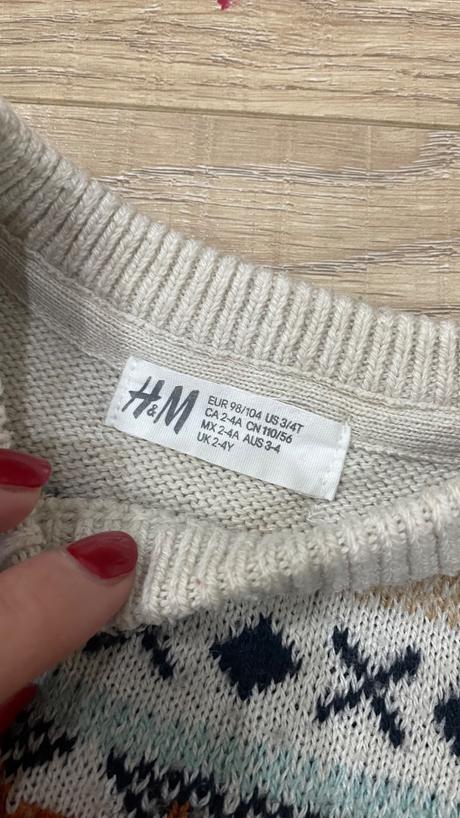 H&M
EUR 98/104 US 3/4T
CA 2-4A CN 110/56
MX 2-4A AUS 3-4
UK 2-4Y